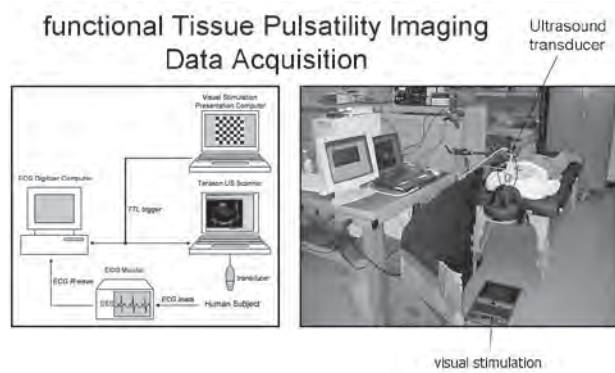 functional Tissue Pulsatility Imaging
Data Acquisition
Ultrasound
transducer
Visual Stimulation
Presentation Computer
ECG Digitizer Computer
Terason US Scanner
TTL trigger
transducer
ECG Monitor
ECG R-wave
ECG
ECG leads
Human Subject
visual stimulation